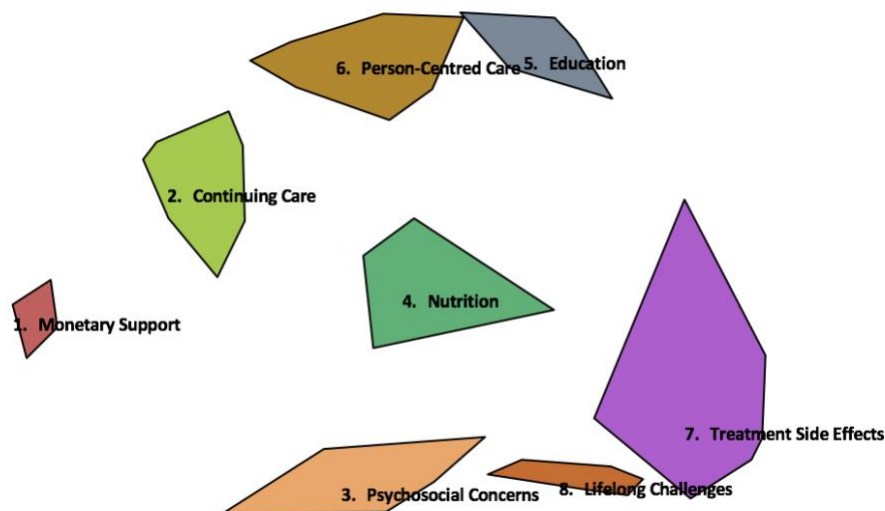 6. Person-Centred Care
5. Education
2. Continuing Care
4. Nutrition
1. Monetary Support
7. Treatment Side Effects
3. Psychosocial Concerns
8. Lifelong Challenges